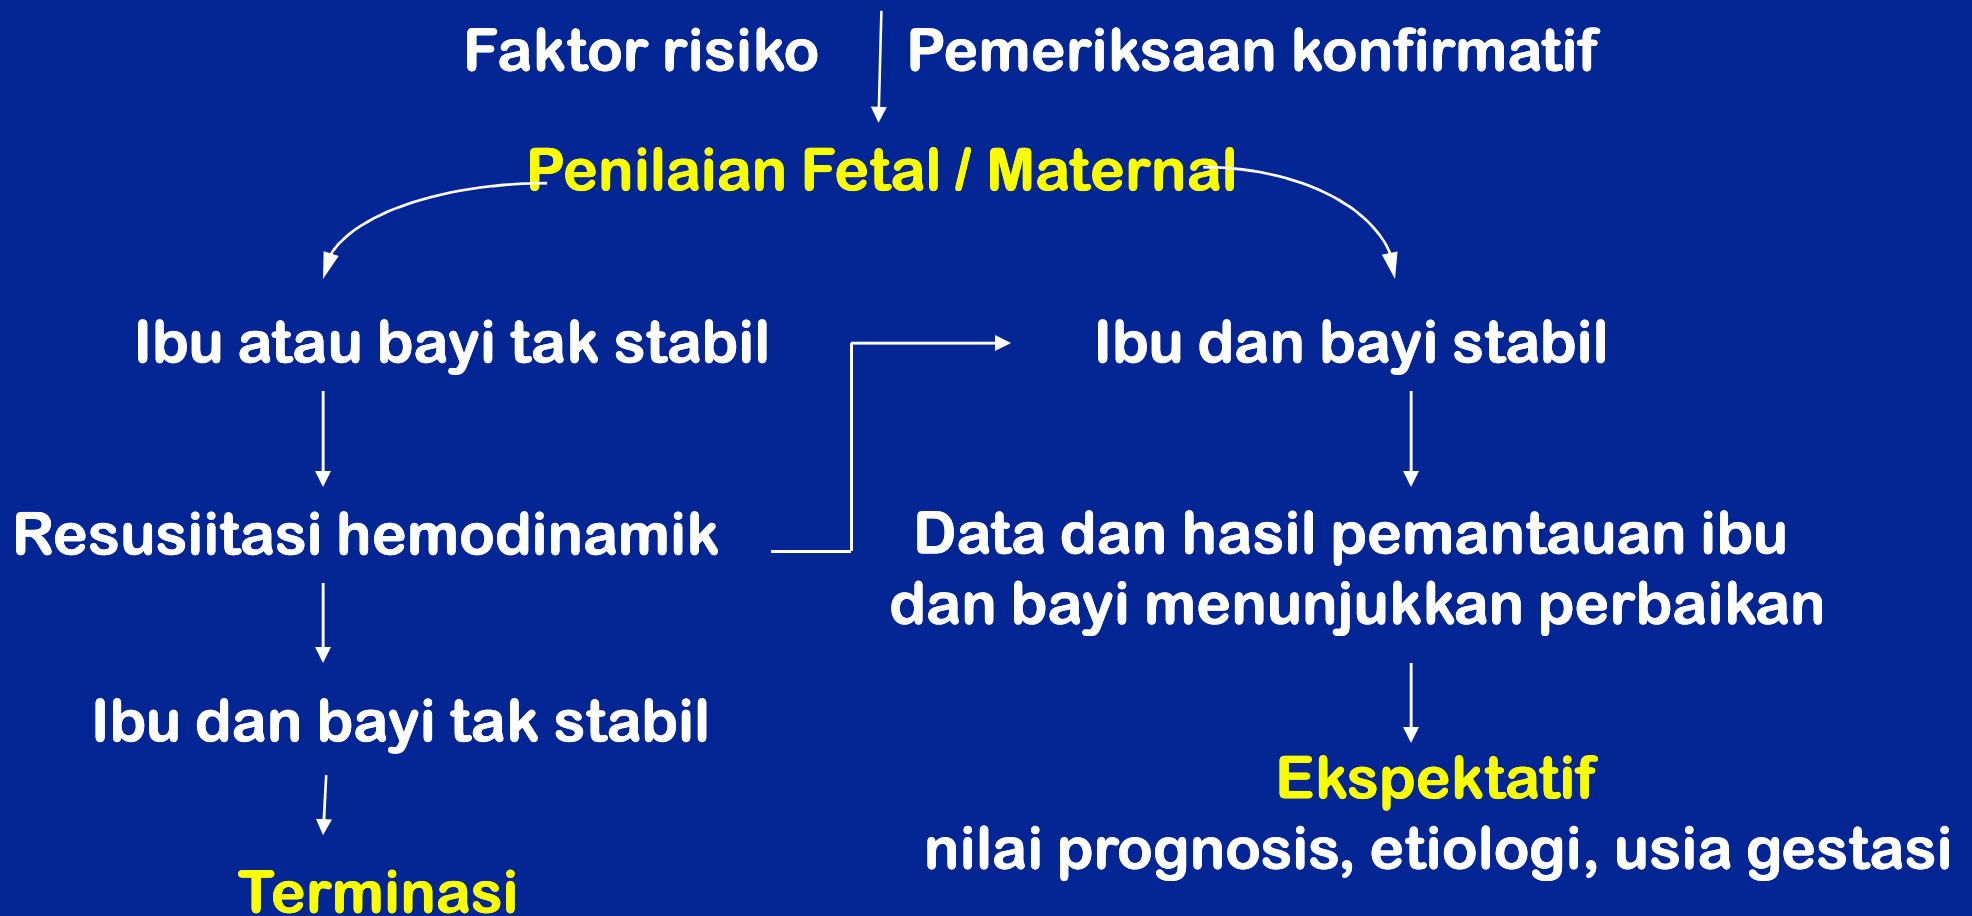 Faktor risiko
Pemeriksaan konfirmatif
Penilaian Fetal / Maternal
Ibu atau bayi tak stabil
Ibu dan bayi stabil
Resusiitasi hemodinamik
Data dan hasil pemantauan ibu
dan bayi menunjukkan perbaikan
Ibu dan bayi tak stabil
Ekspektatif
nilai prognosis, etiologi, usia gestasi
Terminasi